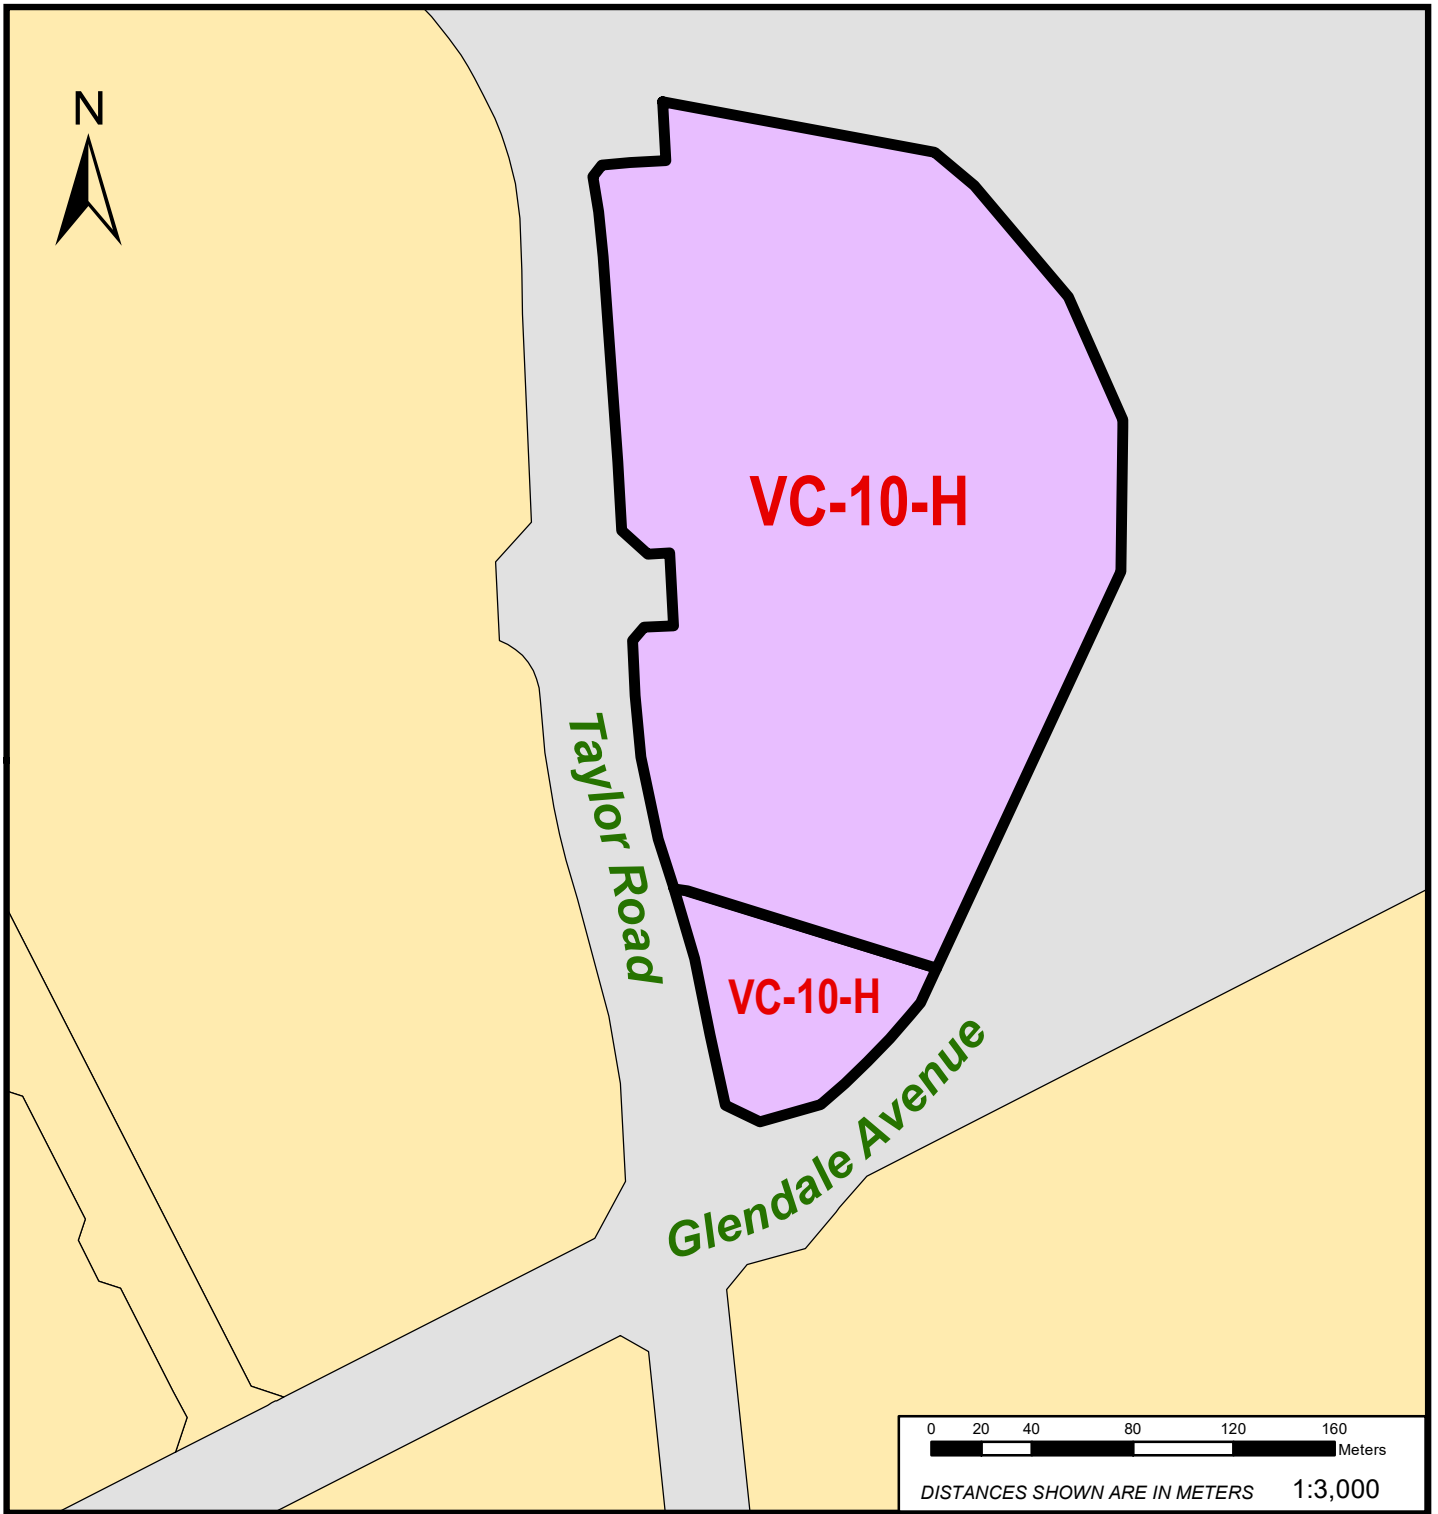 N
VC-10-H
Taylor Road
VC-10-H
Glendale Avenue
0 20 40 80 120 160
Meters
DISTANCES SHOWN ARE IN METERS 1:3,000